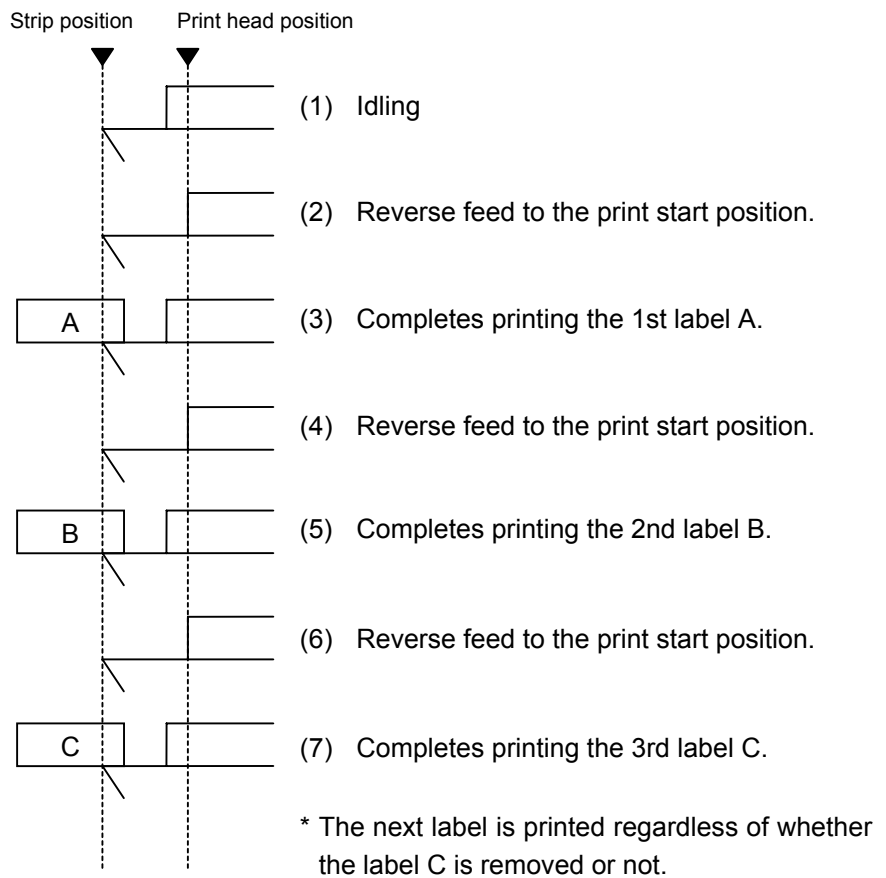 Strip position Print head position
(1) Idling
(2) Reverse feed to the print start position.
A (3) Completes printing the 1st label A.
(4) Reverse feed to the print start position.
B (5) Completes printing the 2nd label B.
(6) Reverse feed to the print start position.
C (7) Completes printing the 3rd label C.
* The next label is printed regardless of whether
the label C is removed or not.